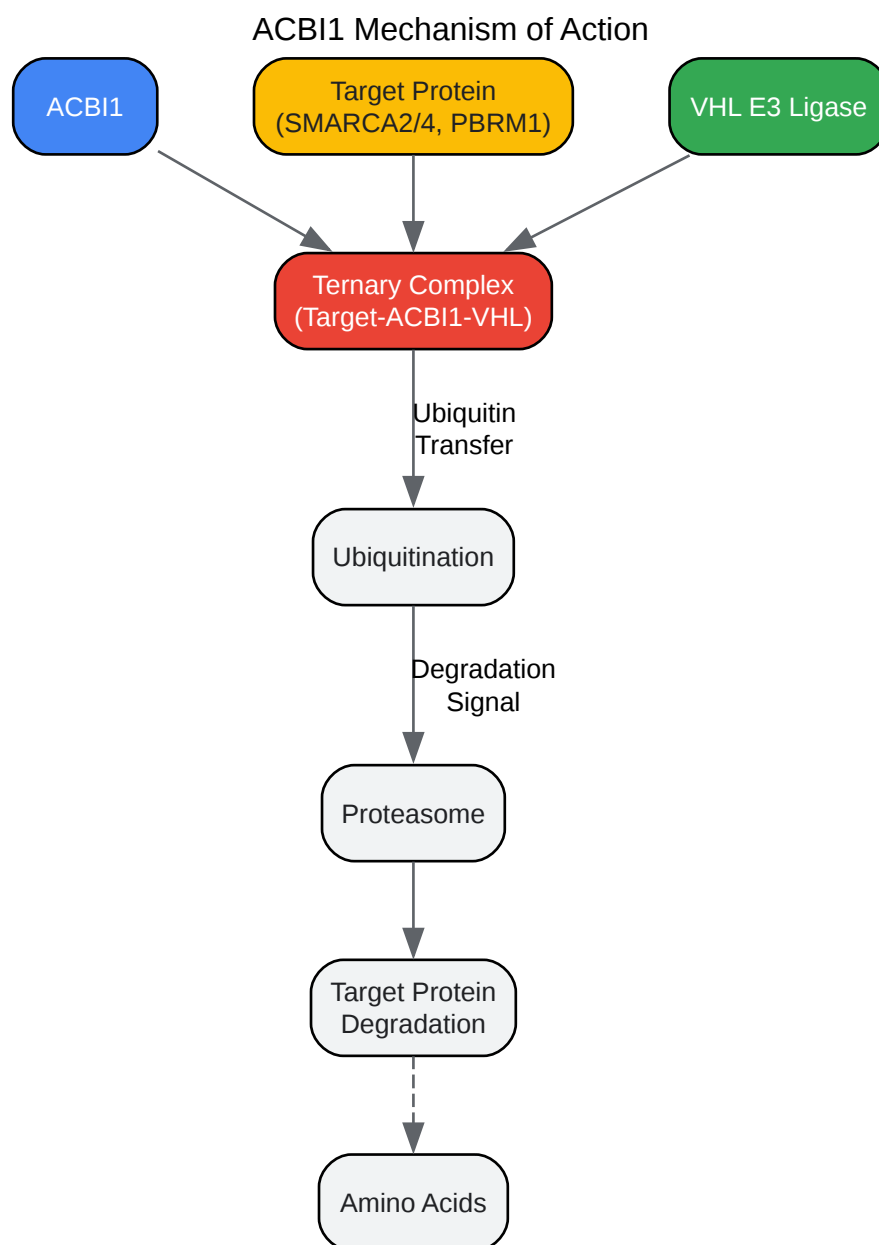 ACBI1 Mechanism of Action
ACBI1
Target Protein
(SMARCA2/4, PBRM1)
VHL E3 Ligase
Ternary Complex
(Target-ACBI1-VHL)
Ubiquitin
Transfer
Ubiquitination
Degradation
Signal
Proteasome
Target Protein
Degradation
Amino Acids